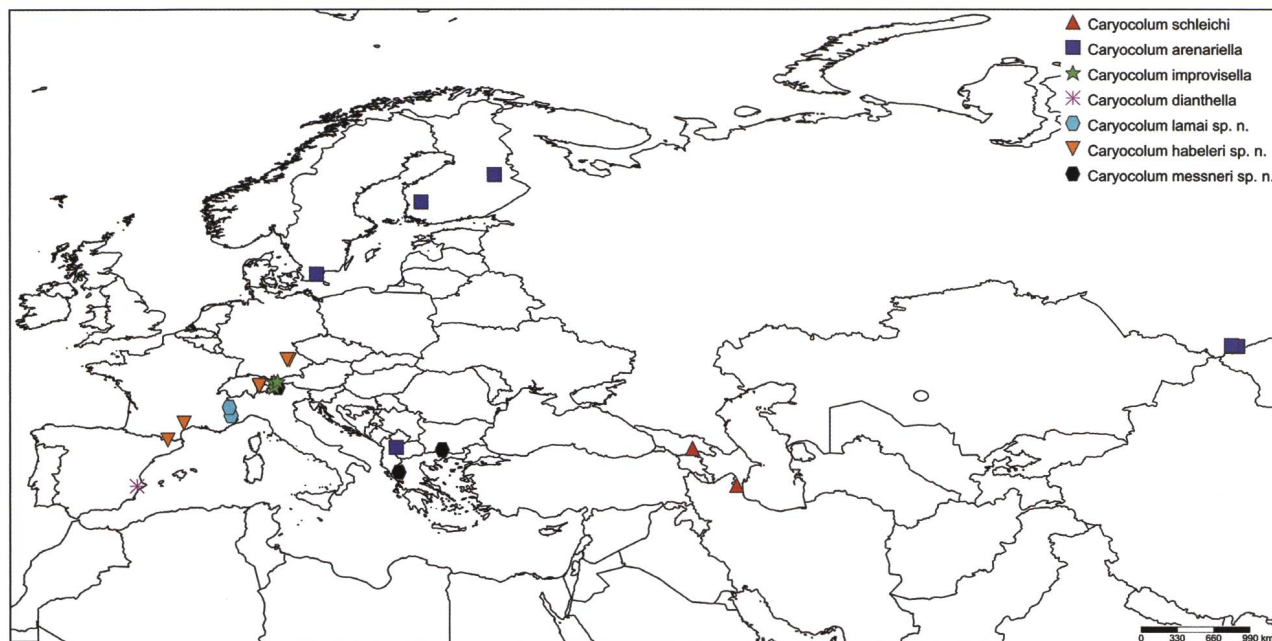 Caryocolum schleichi
Caryocolum arenariella
Caryocolum improvisella
Caryocolum dianthella
Caryocolum lamai sp. n.
Caryocolum habeleri sp. n.
Caryocolum messneri sp. n.
0 330 660 990 km